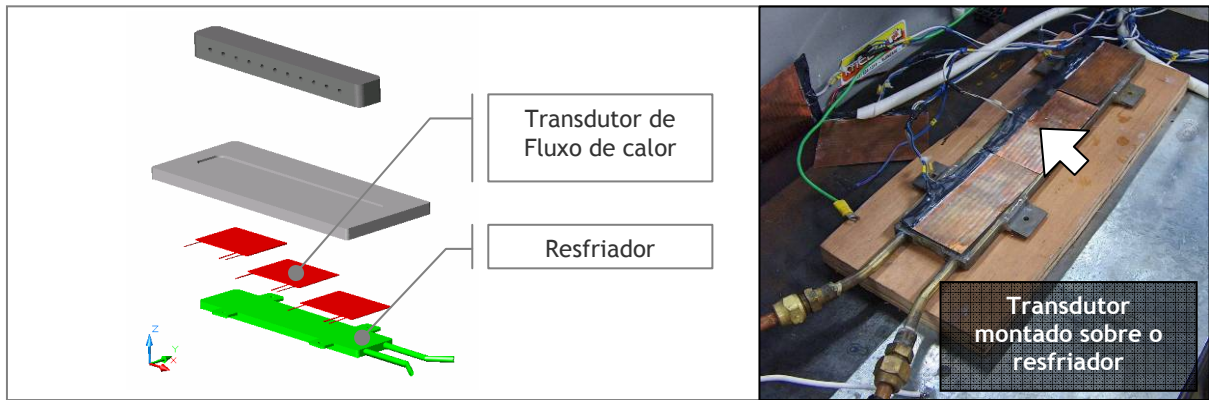 Transdutor de
Fluxo de calor
Resfriador
Z
Y
X
Transdutor
montado sobre o
resfriador